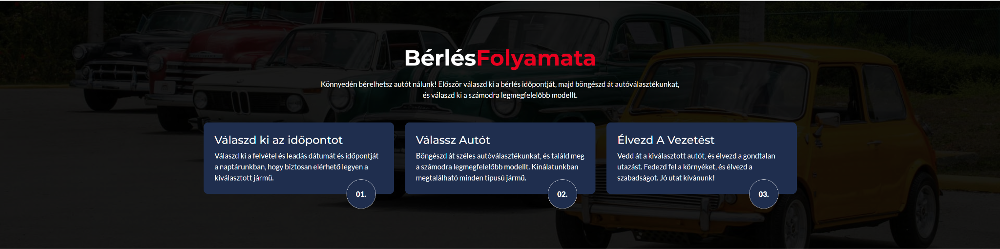 BérlésFolyamata
Könnyedén bérelhetsz autót nálunk! Először válaszd ki a bérlés időpontját, majd böngészd át autóválasztékunkat,
és válaszd ki a számodra legmegfelelőbb modellt.
Válaszd ki az időpontot
Válaszd ki a felvétel és leadás dátumát és időpontját
a naptárunkban, hogy biztosan elérhető legyen a
kiválasztott jármű.
01.
Válassz Autót
Böngészd át széles autóválasztékunkat, és találd meg
a számodra legmegfelelőbb modellt. Kínálatunkban
megtalálható minden típusú jármű.
02.
Élvezd A Vezetést
Vedd át a kiválasztott autót, és élvezd a gondtalan
utazást. Fedezd fel a környéket, és élvezd a
szabadságot. Jó utat kívánunk!
03.